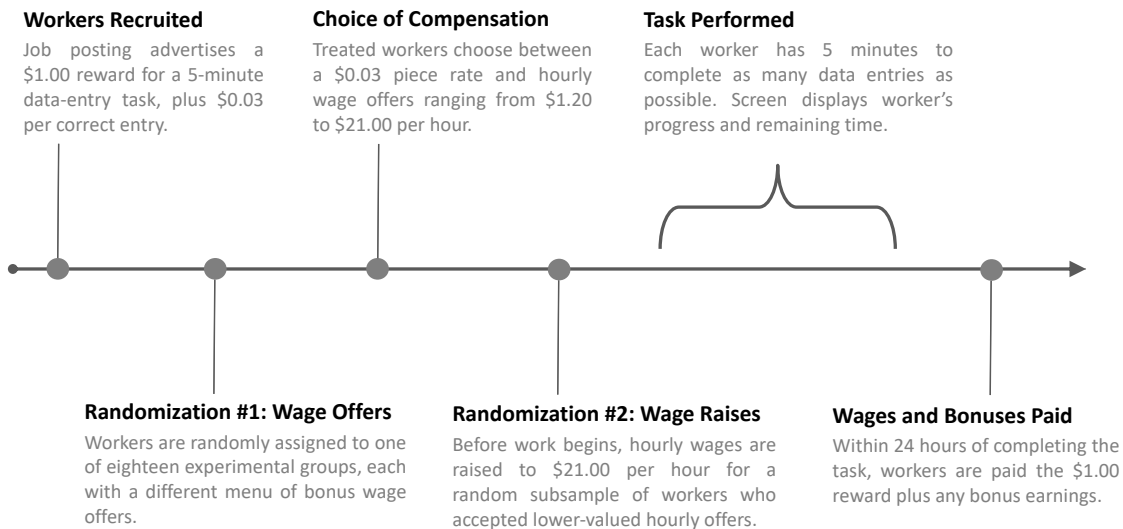 Workers Recruited
Job posting advertises a
$1.00 reward for a 5-minute
data-entry task, plus $0.03
per correct entry.
Choice of Compensation
Treated workers choose between
a $0.03 piece rate and hourly
wage offers ranging from $1.20
to $21.00 per hour.
Task Performed
Each worker has 5 minutes to
complete as many data entries as
possible. Screen displays worker's
progress and remaining time.
Randomization #1: Wage Offers
Workers are randomly assigned to one
of eighteen experimental groups, each
with a different menu of bonus wage
offers.
Randomization #2: Wage Raises
Before work begins, hourly wages are
raised to $21.00 per hour for a
random subsample of workers who
accepted lower-valued hourly offers.
Wages and Bonuses Paid
Within 24 hours of completing the
task, workers are paid the $1.00
reward plus any bonus earnings.